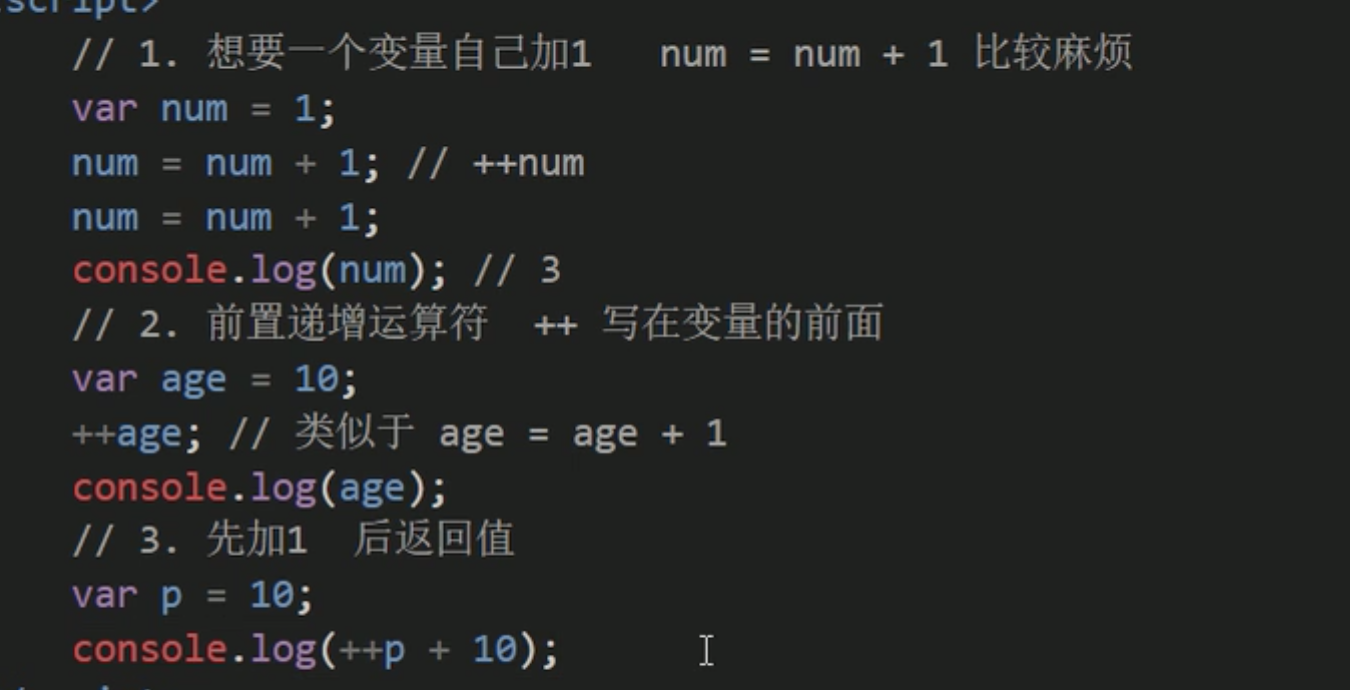 script>
// 1. 想要一个变量自己加1   num = num + 1 比较麻烦
var num = 1;
num = num + 1; // ++num
num = num + 1;
console.log(num); // 3
// 2. 前置递增运算符  ++ 写在变量的前面
var age = 10;
++age; // 类似于 age = age + 1
console.log(age);
// 3. 先加1  后返回值
var p = 10;
console.log(++p + 10);